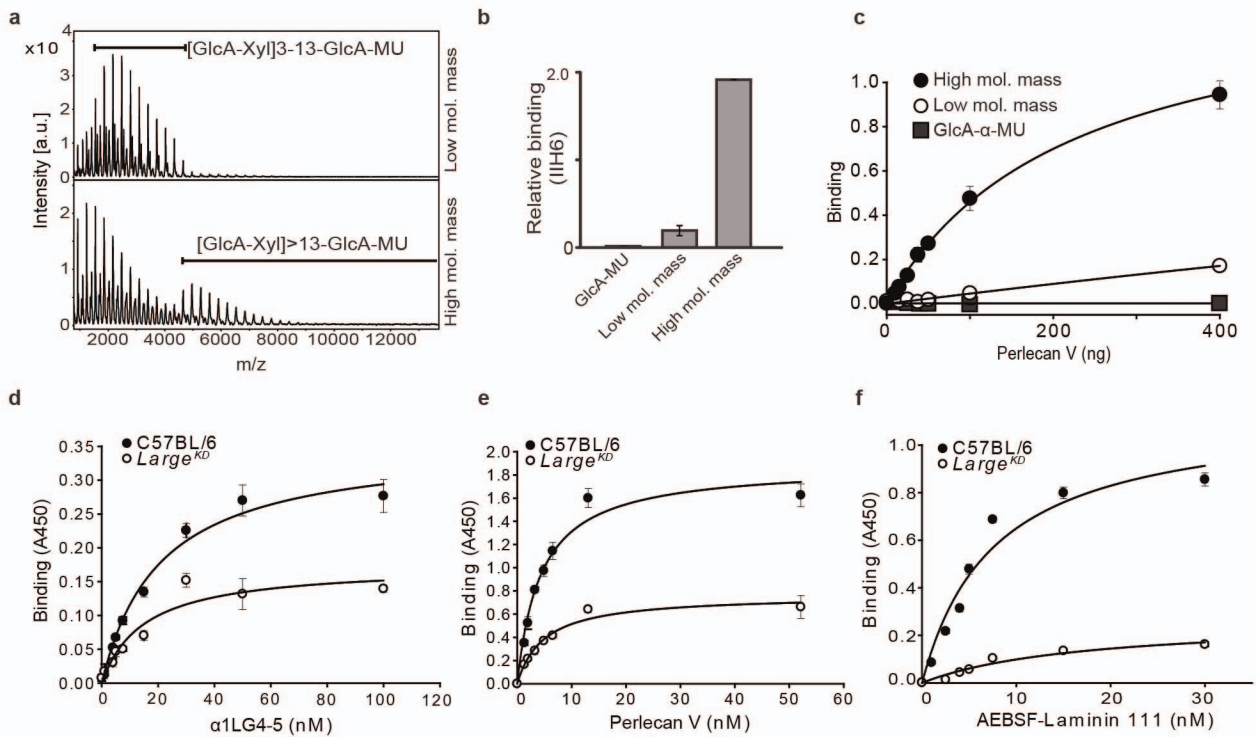 a
x10
4
3
2
1
0
2
1
0
Intensity [a.u.]
[GlcA-Xyl]3-13-GlcA-MU
Low mol. mass
[GlcA-Xyl]>13-GlcA-MU
High mol. mass
2000 4000 6000 8000 10000 12000
m/z
b
Relative binding
(IIH6)
2.0
0
GlcA-MU
Low mol. mass
High mol. mass
c
Binding
1.0
0.8
0.6
0.4
0.2
0.0
High mol. mass
Low mol. mass
GlcA-α-MU
0 200 400
Perlecan V (ng)
d
C57BL/6
Large^KD
Binding (A450)
0.35
0.30
0.25
0.20
0.15
0.10
0.05
0.00
0 20 40 60 80 100 120
α1LG4-5 (nM)
e
C57BL/6
Large^KD
Binding (A450)
2.0
1.8
1.6
1.4
1.2
1.0
0.8
0.6
0.4
0.2
0.0
0 10 20 30 40 50 60
Perlecan V (nM)
f
C57BL/6
Large^KD
Binding (A450)
1.0
0.8
0.6
0.4
0.2
0.0
0 10 20 30
AEBSF-Laminin 111 (nM)